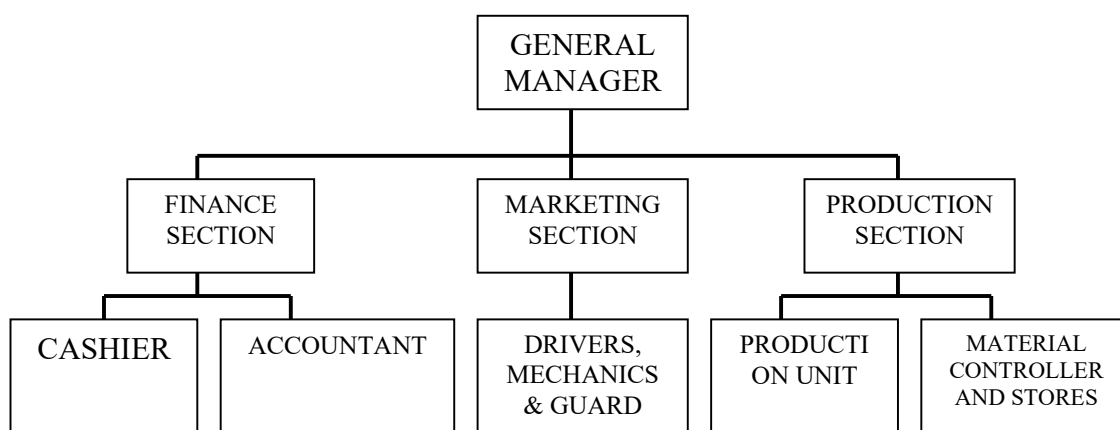 GENERAL
MANAGER
FINANCE
SECTION
MARKETING
SECTION
PRODUCTION
SECTION
CASHIER
ACCOUNTANT
DRIVERS,
MECHANICS
& GUARD
PRODUCTI
ON UNIT
MATERIAL
CONTROLLER
AND STORES